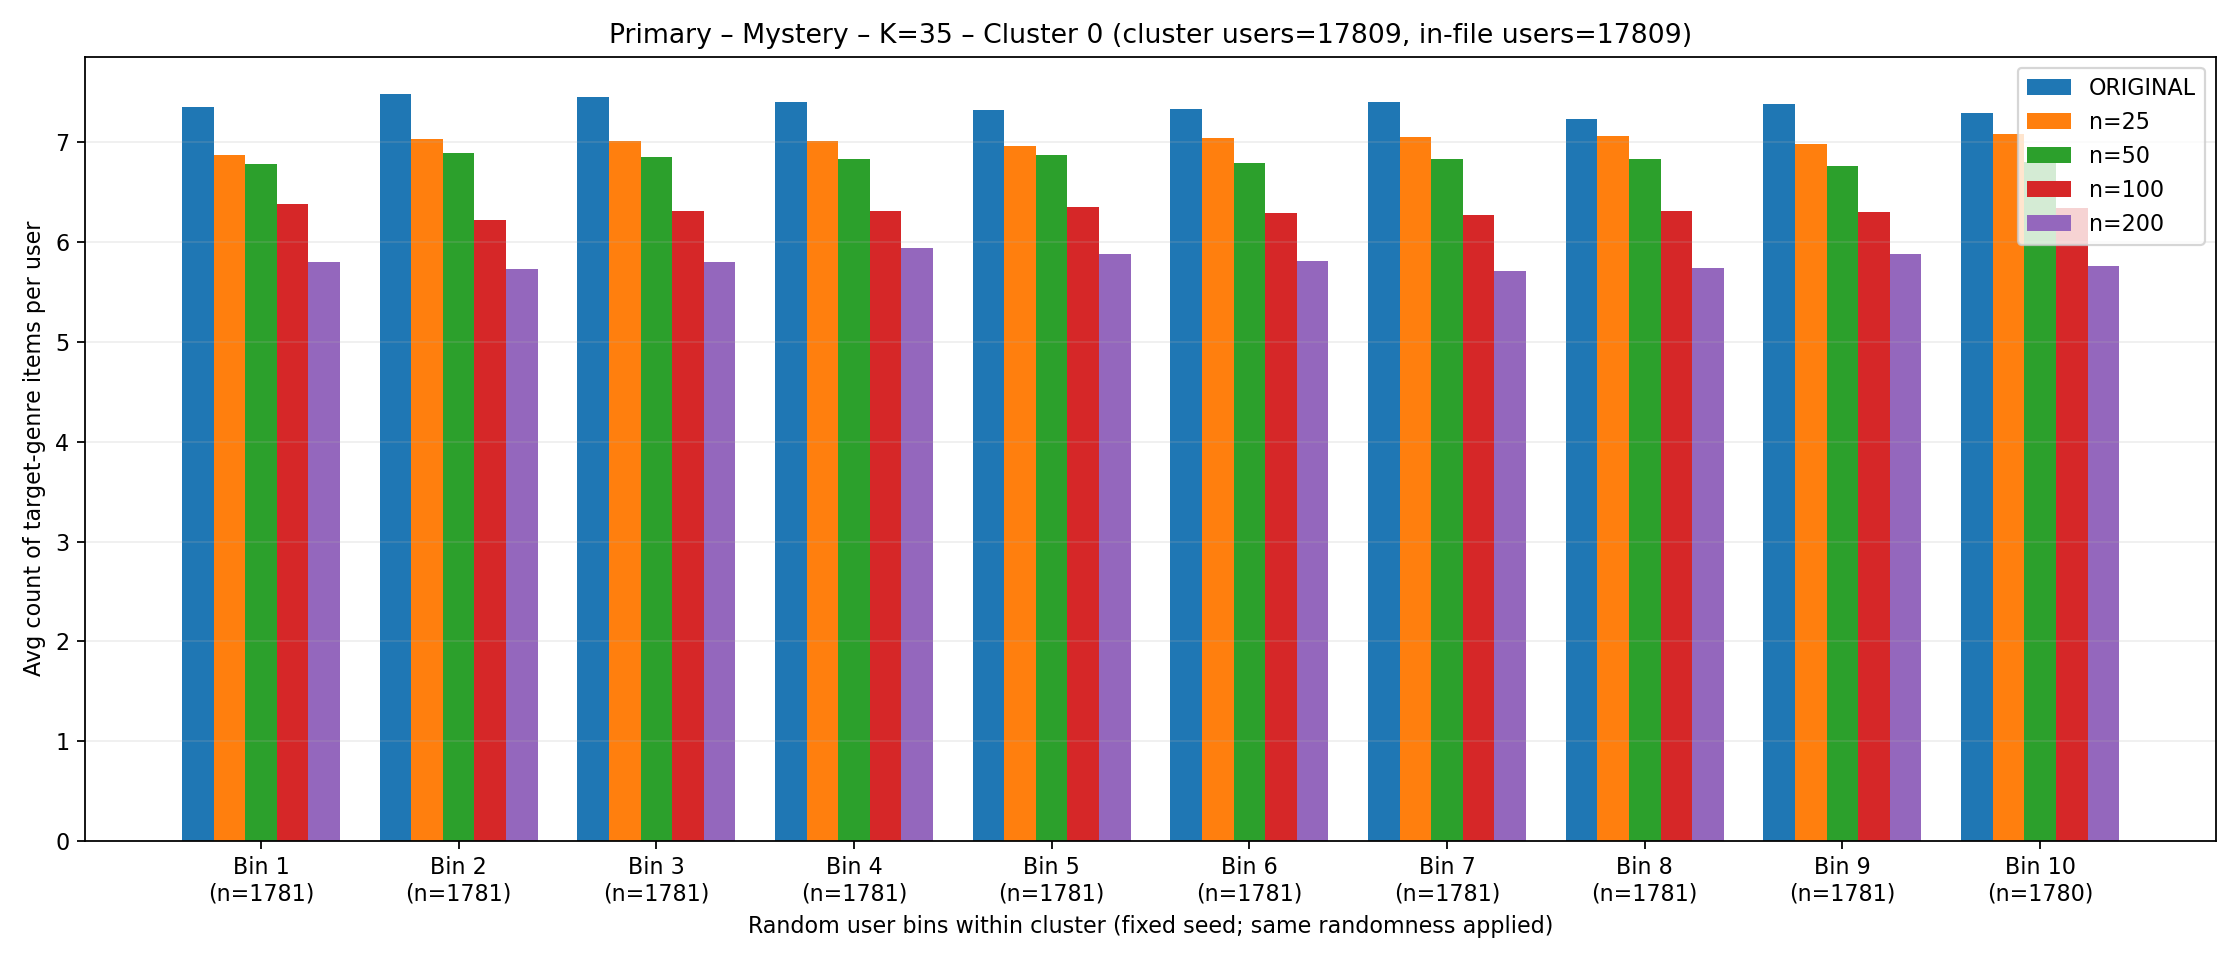 Primary – Mystery – K=35 – Cluster 0 (cluster users=17809, in-file users=17809)
Avg count of target-genre items per user
7
6
5
4
3
2
1
0
ORIGINAL
n=25
n=50
n=100
n=200
Bin 1
(n=1781)
Bin 2
(n=1781)
Bin 3
(n=1781)
Bin 4
(n=1781)
Bin 5
(n=1781)
Bin 6
(n=1781)
Bin 7
(n=1781)
Bin 8
(n=1781)
Bin 9
(n=1781)
Bin 10
(n=1780)
Random user bins within cluster (fixed seed; same randomness applied)